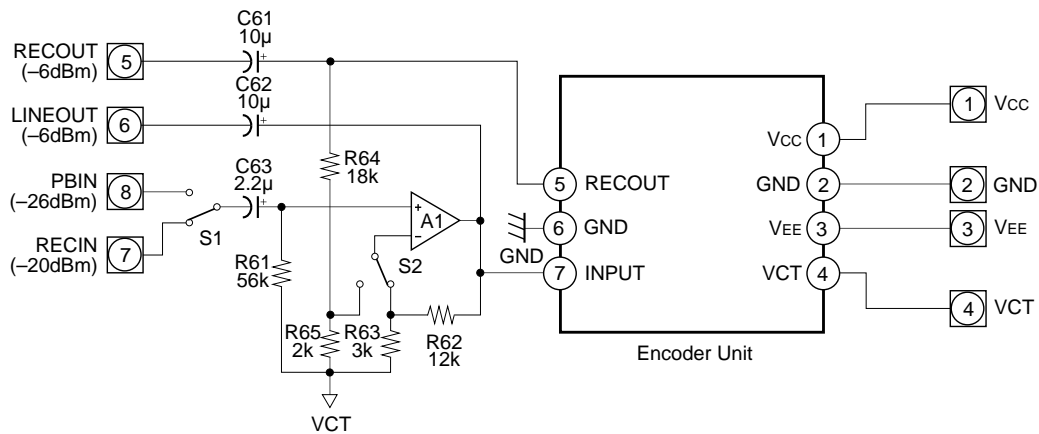 C61
10µ
RECOUT
(–6dBm)
5
C62
10µ
LINEOUT
(–6dBm)
6
C63
2.2µ
PBIN
(–26dBm)
8
RECIN
(–20dBm)
7
S1
R61
56k
R64
18k
A1
+
−
S2
R65
2k
R63
3k
R62
12k
VCT
5 RECOUT
6 GND
GND
7 INPUT
VCC 1
GND 2
VEE 3
VCT 4
Encoder Unit
1 VCC
2 GND
3 VEE
4 VCT